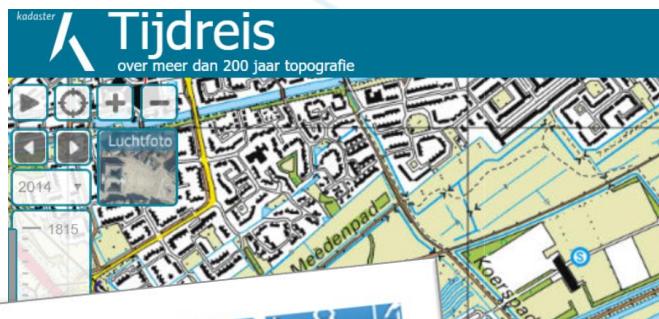 kadaster
Tijdreis
over meer dan 200 jaar topografie
Luchtfoto
2014
1815
Meedenpad
Koerspad
S